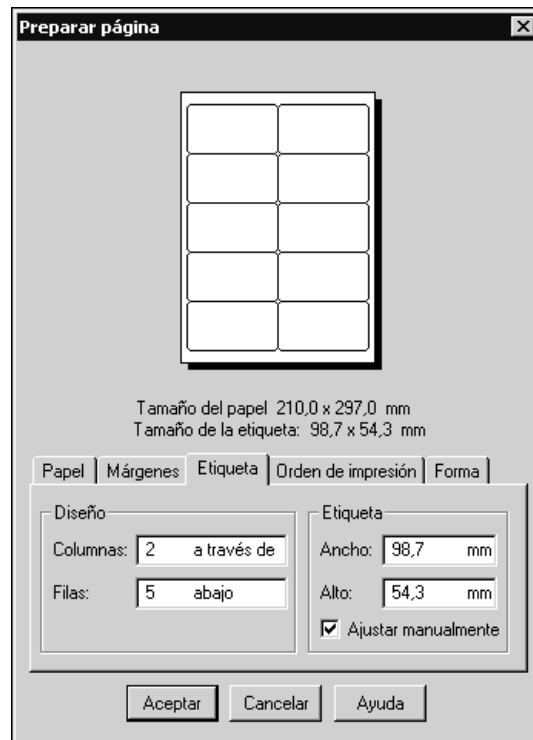 Preparar página
Tamaño del papel 210,0 x 297,0 mm
Tamaño de la etiqueta: 98,7 x 54,3 mm
Papel Márgenes Etiqueta Orden de impresión Forma
Diseño
Columnas: 2 a través de
Filas: 5 abajo
Etiqueta
Ancho: 98,7 mm
Alto: 54,3 mm
Ajustar manualmente
Aceptar Cancelar Ayuda